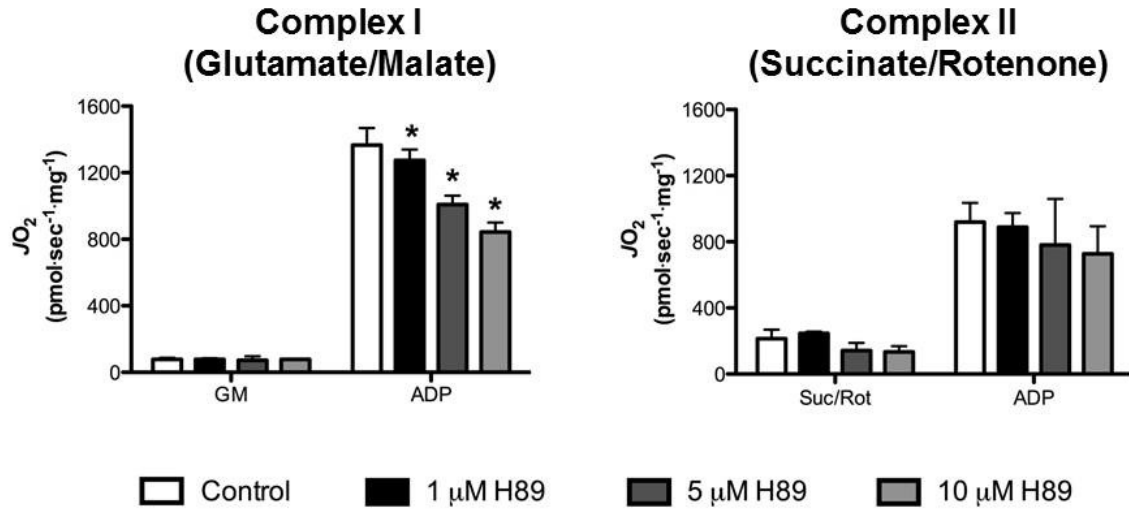 Complex I
(Glutamate/Malate)
JO₂
(pmol·sec⁻¹·mg⁻¹)
1600
1200
800
400
0
*
*
*
GM
ADP
Complex II
(Succinate/Rotenone)
JO₂
(pmol·sec⁻¹·mg⁻¹)
1600
1200
800
400
0
Suc/Rot
ADP
Control
1 μM H89
5 μM H89
10 μM H89